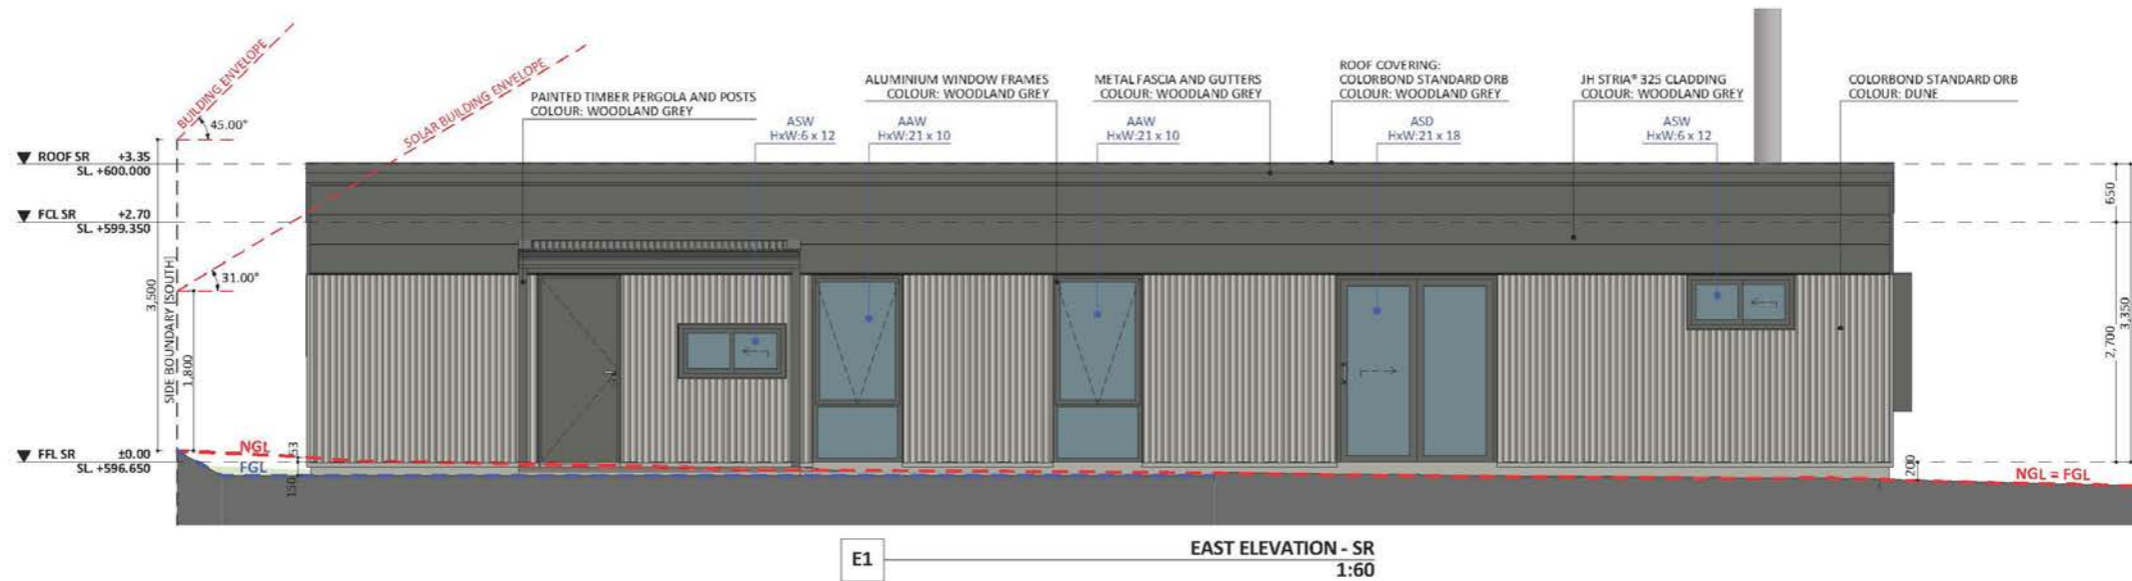 BUILDING ENVELOPE
45.00°
SOLAR BUILDING ENVELOPE
31.00°
PAINTED TIMBER PERGOLA AND POSTS
COLOUR: WOODLAND GREY
ASW
HxW:6 x 12
ALUMINIUM WINDOW FRAMES
COLOUR: WOODLAND GREY
AAW
HxW:21 x 10
METAL FASCIA AND GUTTERS
COLOUR: WOODLAND GREY
AAW
HxW:21 x 10
ROOF COVERING:
COLORBOND STANDARD ORB
COLOUR: WOODLAND GREY
ASD
HxW:21 x 18
JH STRIA® 325 CLADDING
COLOUR: WOODLAND GREY
ASW
HxW:6 x 12
COLORBOND STANDARD ORB
COLOUR: DUNE
ROOF SR +3.35
SL. +600.000
FCL SR +2.70
SL. +599.350
FFL SR ±0.00
SL. +596.650
3,500
SIDE BOUNDARY [SOUTH]
1,800
NGL
FGL
53
150
650
2,700
3,350
200
NGL = FGL
E1
EAST ELEVATION - SR
1:60